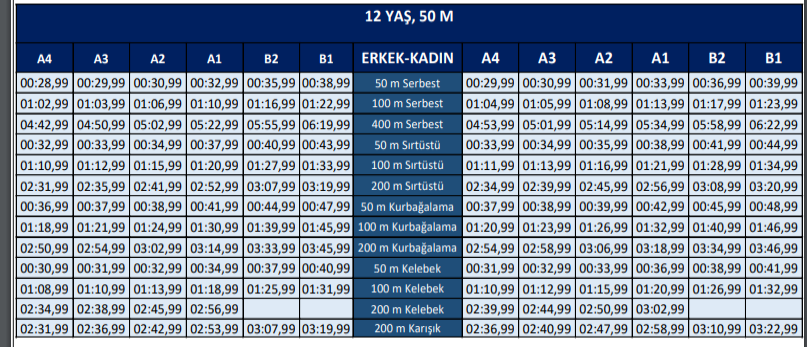 12 YAŞ, 50 M
A4 A3 A2 A1 B2 B1 ERKEK-KADIN A4 A3 A2 A1 B2 B1
00:28,99 00:29,99 00:30,99 00:32,99 00:35,99 00:38,99 50 m Serbest 00:29,99 00:30,99 00:31,99 00:33,99 00:36,99 00:39,99
01:02,99 01:03,99 01:06,99 01:10,99 01:16,99 01:22,99 100 m Serbest 01:04,99 01:05,99 01:08,99 01:13,99 01:17,99 01:23,99
04:42,99 04:50,99 05:02,99 05:22,99 05:55,99 06:19,99 400 m Serbest 04:53,99 05:01,99 05:14,99 05:34,99 05:58,99 06:22,99
00:32,99 00:33,99 00:34,99 00:37,99 00:40,99 00:43,99 50 m Sırtüstü 00:33,99 00:34,99 00:35,99 00:38,99 00:41,99 00:44,99
01:10,99 01:12,99 01:15,99 01:20,99 01:27,99 01:33,99 100 m Sırtüstü 01:11,99 01:13,99 01:16,99 01:21,99 01:28,99 01:34,99
02:31,99 02:35,99 02:41,99 02:52,99 03:07,99 03:19,99 200 m Sırtüstü 02:34,99 02:39,99 02:45,99 02:56,99 03:08,99 03:20,99
00:36,99 00:37,99 00:38,99 00:41,99 00:44,99 00:47,99 50 m Kurbağalama 00:37,99 00:38,99 00:39,99 00:42,99 00:45,99 00:48,99
01:18,99 01:21,99 01:24,99 01:30,99 01:39,99 01:45,99 100 m Kurbağalama 01:20,99 01:23,99 01:26,99 01:32,99 01:40,99 01:46,99
02:50,99 02:54,99 03:02,99 03:14,99 03:33,99 03:45,99 200 m Kurbağalama 02:54,99 02:58,99 03:06,99 03:18,99 03:34,99 03:46,99
00:30,99 00:31,99 00:32,99 00:34,99 00:37,99 00:40,99 50 m Kelebek 00:31,99 00:32,99 00:33,99 00:36,99 00:38,99 00:41,99
01:08,99 01:10,99 01:13,99 01:18,99 01:25,99 01:31,99 100 m Kelebek 01:10,99 01:12,99 01:15,99 01:20,99 01:26,99 01:32,99
02:34,99 02:38,99 02:45,99 02:56,99 200 m Kelebek 02:39,99 02:44,99 02:50,99 03:02,99
02:31,99 02:36,99 02:42,99 02:53,99 03:07,99 03:19,99 200 m Karışık 02:36,99 02:40,99 02:47,99 02:58,99 03:10,99 03:22,99